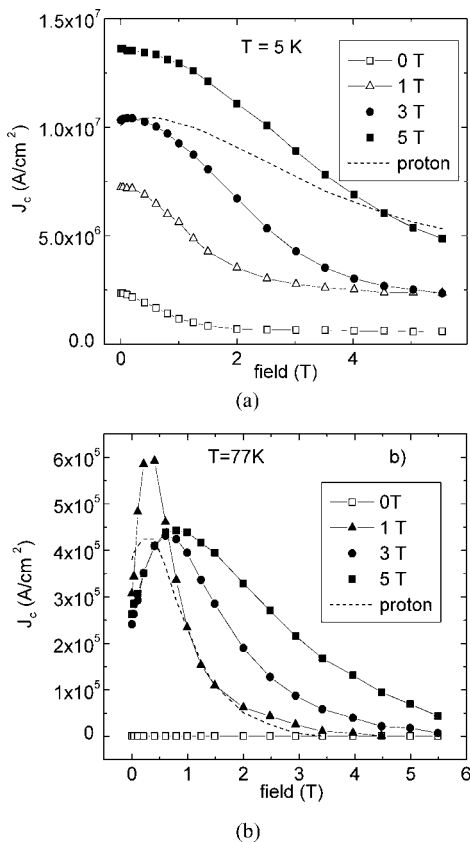 (a)
1.5x10⁷
1.0x10⁷
5.0x10⁶
0.0
J_c (A/cm²)
T = 5 K
0 T
1 T
3 T
5 T
proton
0
2
4
field (T)
(a)
6x10⁵
5x10⁵
4x10⁵
3x10⁵
2x10⁵
1x10⁵
0
J_c (A/cm²)
T=77K
b)
0T
1 T
3 T
5 T
proton
0
1
2
3
4
5
6
field (T)
(b)